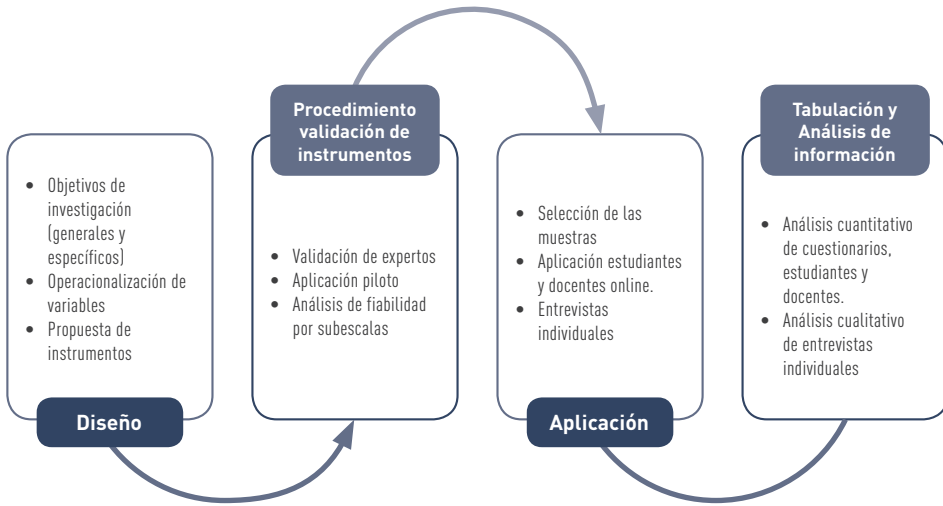 • Objetivos de
investigación
(generales y
específicos)
• Operacionalización de
variables
• Propuesta de
instrumentos
Diseño
Procedimiento
validación de
instrumentos
• Validación de expertos
• Aplicación piloto
• Análisis de fiabilidad
por subescalas
• Selección de las
muestras
• Aplicación estudiantes
y docentes online.
• Entrevistas
individuales
Aplicación
Tabulación y
Análisis de
información
• Análisis cuantitativo
de cuestionarios,
estudiantes y
docentes.
• Análisis cualitativo
de entrevistas
individuales